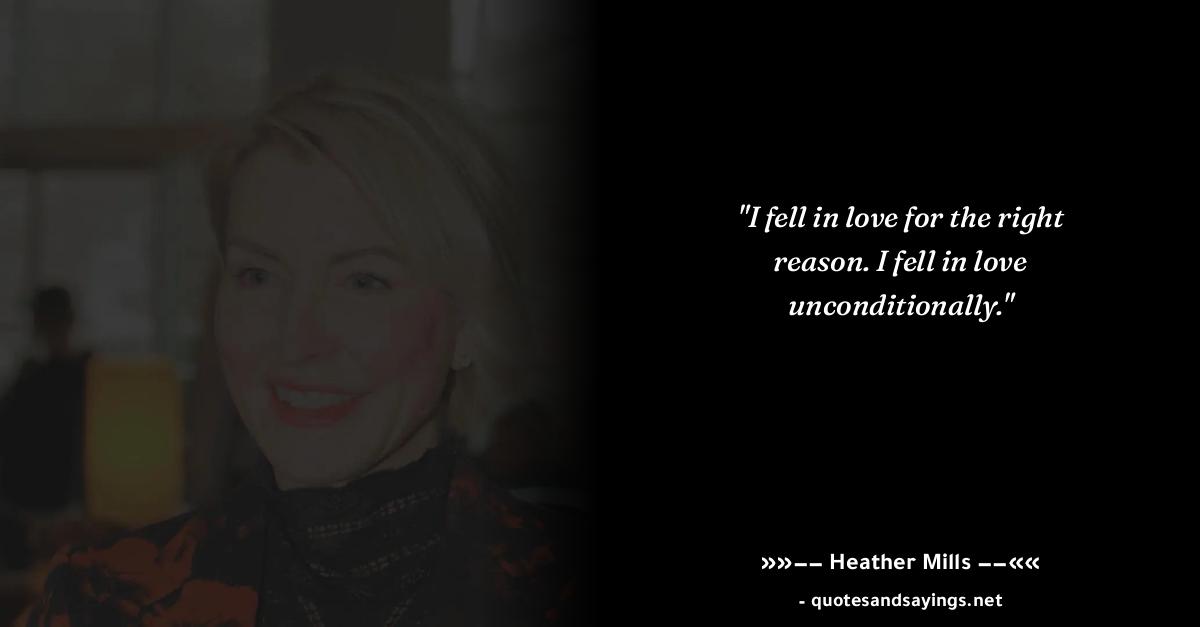 "I fell in love for the right
reason. I fell in love
unconditionally."
»»−− Heather Mills −−««
- quotesandsayings.net